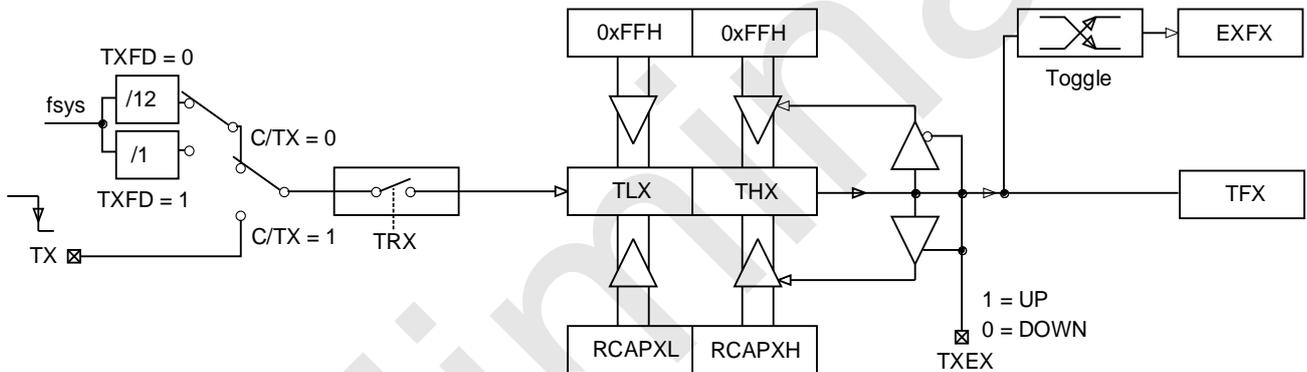 0xFFH 0xFFH
EXFX
TXFD = 0
Toggle
/12
fsys
C/TX = 0
/1
TLX THX
TXFD = 1
TFX
C/TX = 1
TRX
TX
1 = UP
0 = DOWN
RCAPXL RCAPXH
TXEX